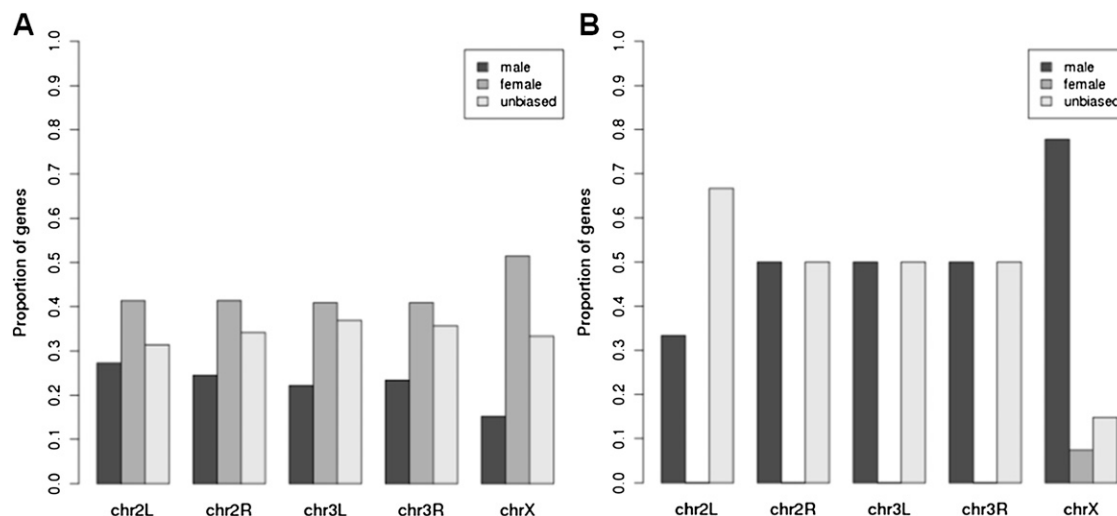 A
Proportion of genes
1.0
0.9
0.8
0.7
0.6
0.5
0.4
0.3
0.2
0.1
0.0
male
female
unbiased
chr2L chr2R chr3L chr3R chrX
B
Proportion of genes
1.0
0.9
0.8
0.7
0.6
0.5
0.4
0.3
0.2
0.1
0.0
male
female
unbiased
chr2L chr2R chr3L chr3R chrX